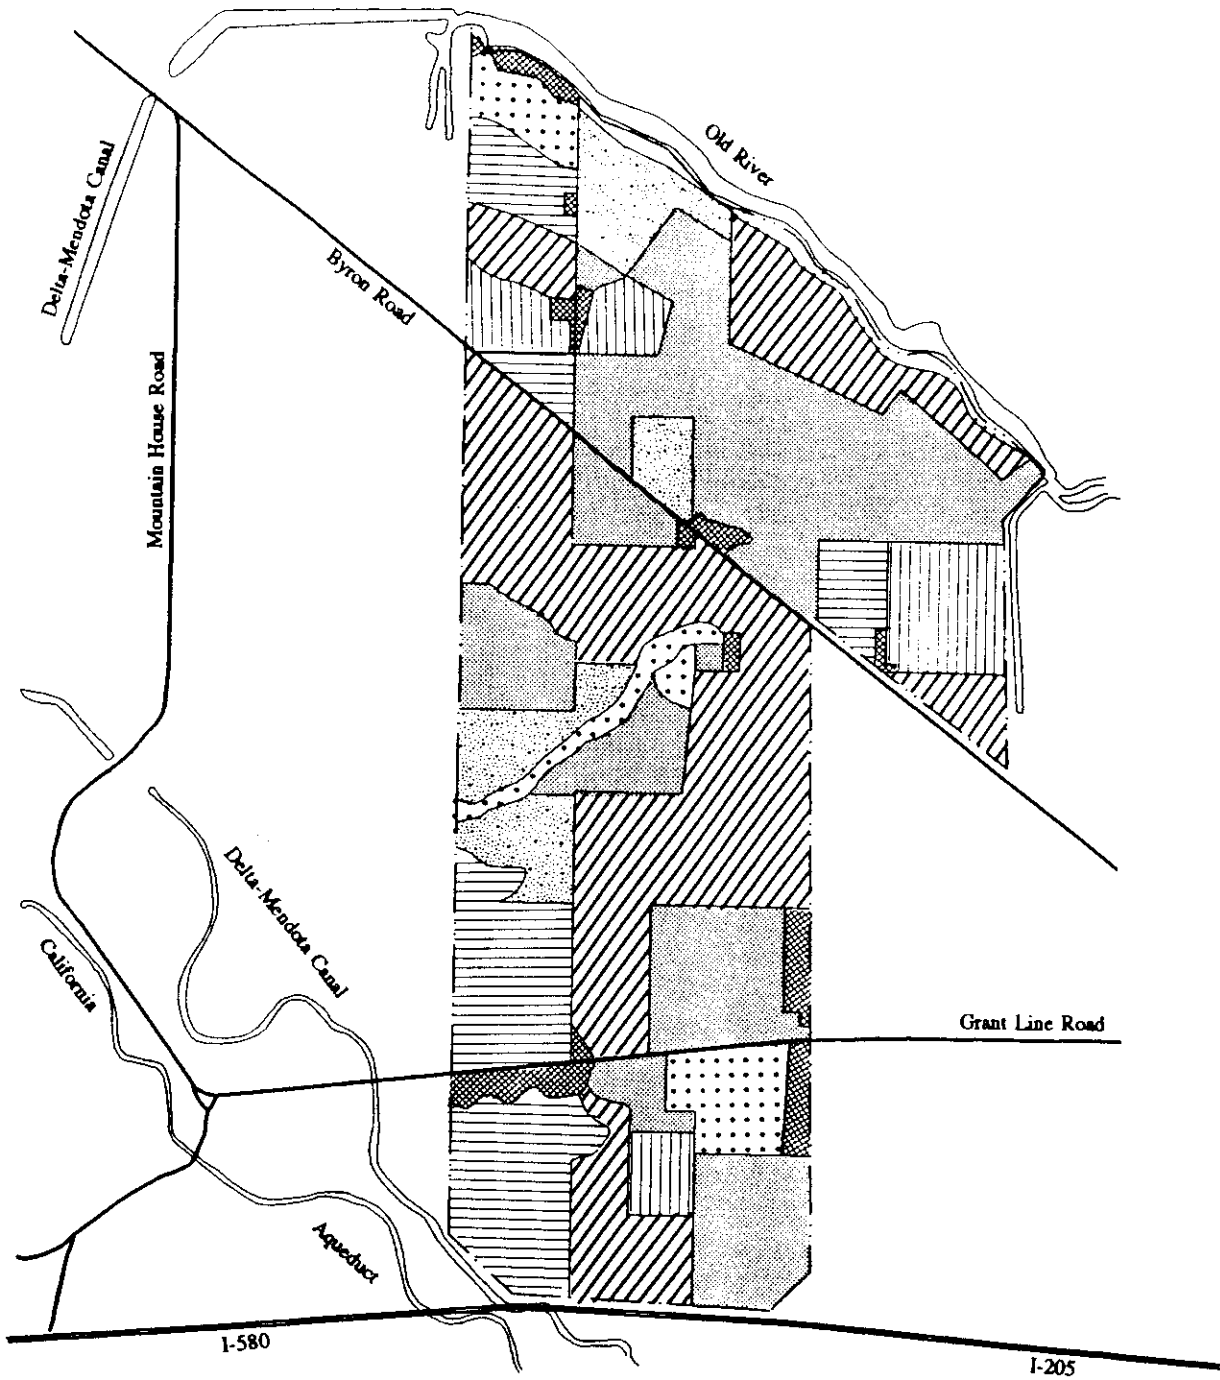 Old River
Delta-Mendota Canal
Byron Road
Mountain House Road
Delta-Mendota Canal
California
Grant Line Road
Aqueduct
I-580
I-205